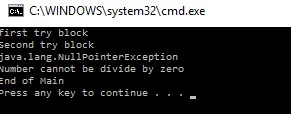 C:\WINDOWS\system32\cmd.exe
first try block
Second try block
java.lang.NullPointerException
Number cannot be divide by zero
End of Main
Press any key to continue . . .